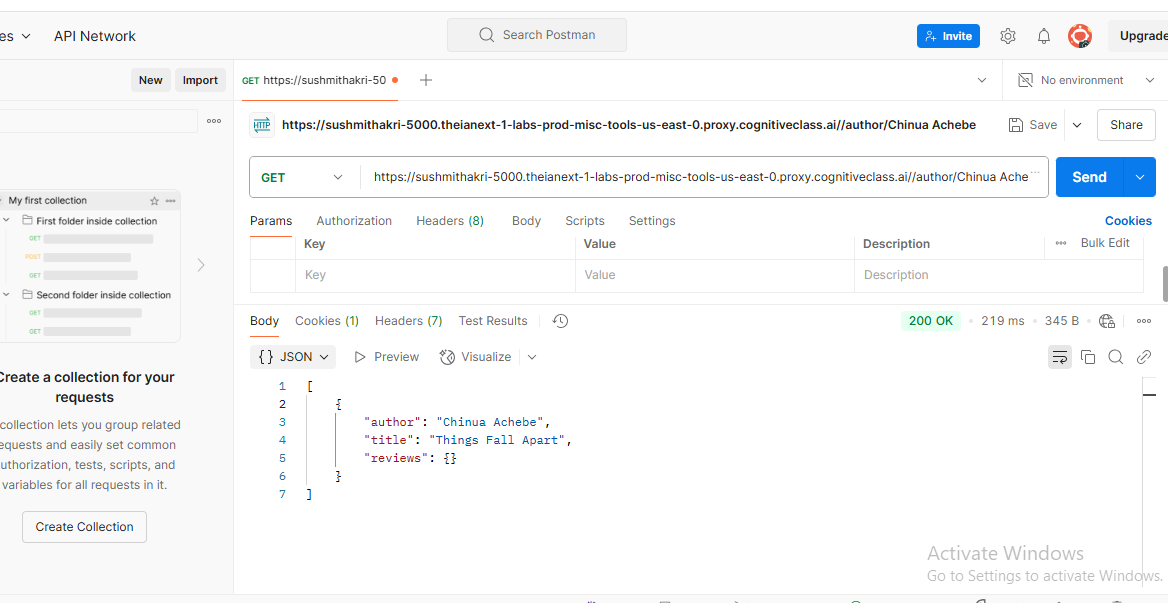 es API Network Search Postman Invite Upgrade
New Import GET https://sushmithakri-50 No environment
HTTP https://sushmithakri-5000.theianext-1-labs-prod-misc-tools-us-east-0.proxy.cognitiveclass.ai//author/Chinua Achebe Save Share
GET https://sushmithakri-5000.theianext-1-labs-prod-misc-tools-us-east-0.proxy.cognitiveclass.ai//author/Chinua Ache Send
My first collection
First folder inside collection
GET
POST
GET
Second folder inside collection
GET
GET
Create a collection for your
requests
collection lets you group related
equests and easily set common
uthorization, tests, scripts, and
variables for all requests in it.
Create Collection
Params Authorization Headers (8) Body Scripts Settings Cookies
Key Value Description Bulk Edit
Key Value Description
Body Cookies (1) Headers (7) Test Results 200 OK 219 ms 345 B
{} JSON Preview Visualize
1 [
2 {
3 "author": "Chinua Achebe",
4 "title": "Things Fall Apart",
5 "reviews": {}
6 }
7 ]
Activate Windows
Go to Settings to activate Windows.